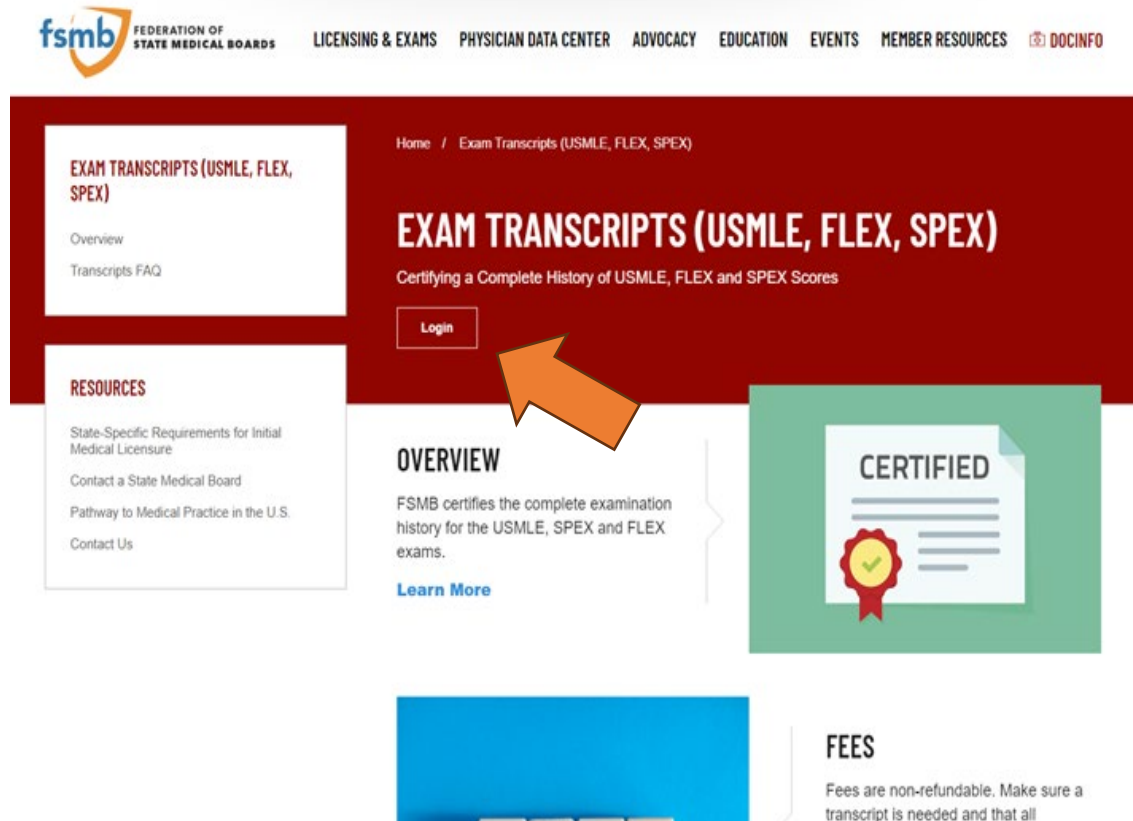 fsmb FEDERATION OF
STATE MEDICAL BOARDS
LICENSING & EXAMS PHYSICIAN DATA CENTER ADVOCACY EDUCATION EVENTS MEMBER RESOURCES DOCINFO
EXAM TRANSCRIPTS (USMLE, FLEX,
SPEX)
Overview
Transcripts FAQ
Home / Exam Transcripts (USMLE, FLEX, SPEX)
EXAM TRANSCRIPTS (USMLE, FLEX, SPEX)
Certifying a Complete History of USMLE, FLEX and SPEX Scores
Login
RESOURCES
State-Specific Requirements for Initial
Medical Licensure
Contact a State Medical Board
Pathway to Medical Practice in the U.S.
Contact Us
OVERVIEW
FSMB certifies the complete examination
history for the USMLE, SPEX and FLEX
exams.
Learn More
CERTIFIED
FEES
Fees are non-refundable. Make sure a
transcript is needed and that all